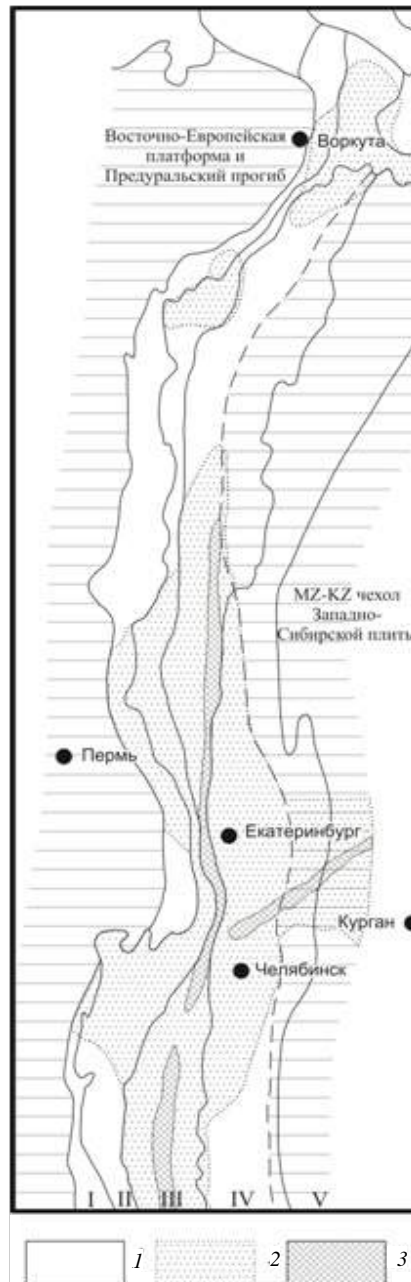 Восточно-Европейская
платформа и
Предуральский прогиб
Воркута
MZ-KZ чехол
Западно-
Сибирской плиты
Пермь
Екатеринбург
Курган
Челябинск
I II III IV V
1 2 3